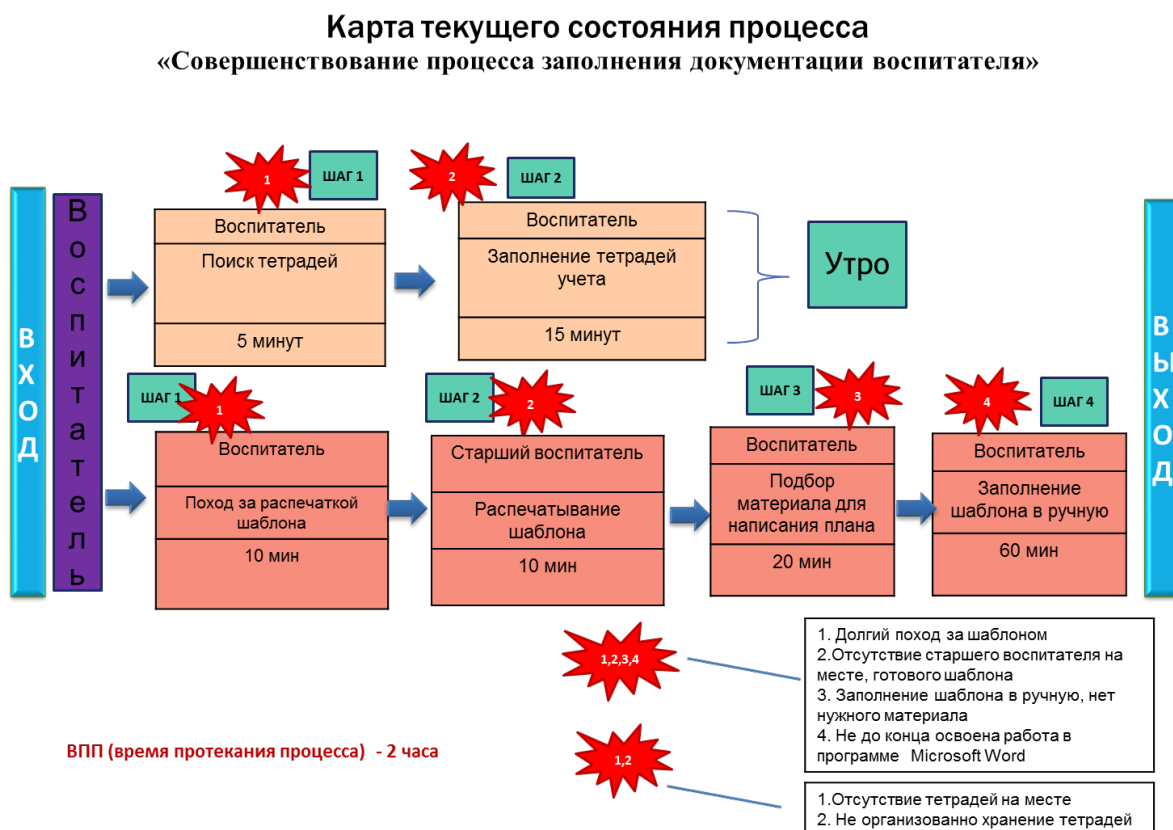 Карта текущего состояния процесса
«Совершенствование процесса заполнения документации воспитателя»
ВХОД
Воспитатель
1
ШАГ 1
2
ШАГ 2
Воспитатель
Поиск тетрадей
5 минут
Воспитатель
Заполнение тетрадей
учета
15 минут
Утро
ШАГ 1
1
ШАГ 2
2
ШАГ 3
3
4
ШАГ 4
Воспитатель
Поход за распечаткой
шаблона
10 мин
Старший воспитатель
Распечатывание
шаблона
10 мин
Воспитатель
Подбор
материала для
написания плана
20 мин
Воспитатель
Заполнение
шаблона в ручную
60 мин
ВЫХОД
1,2,3,4
1. Долгий поход за шаблоном
2.Отсутствие старшего воспитателя на
месте, готового шаблона
3. Заполнение шаблона в ручную, нет
нужного материала
4. Не до конца освоена работа в
программе Microsoft Word
ВПП (время протекания процесса) - 2 часа
1,2
1.Отсутствие тетрадей на месте
2. Не организованно хранение тетрадей